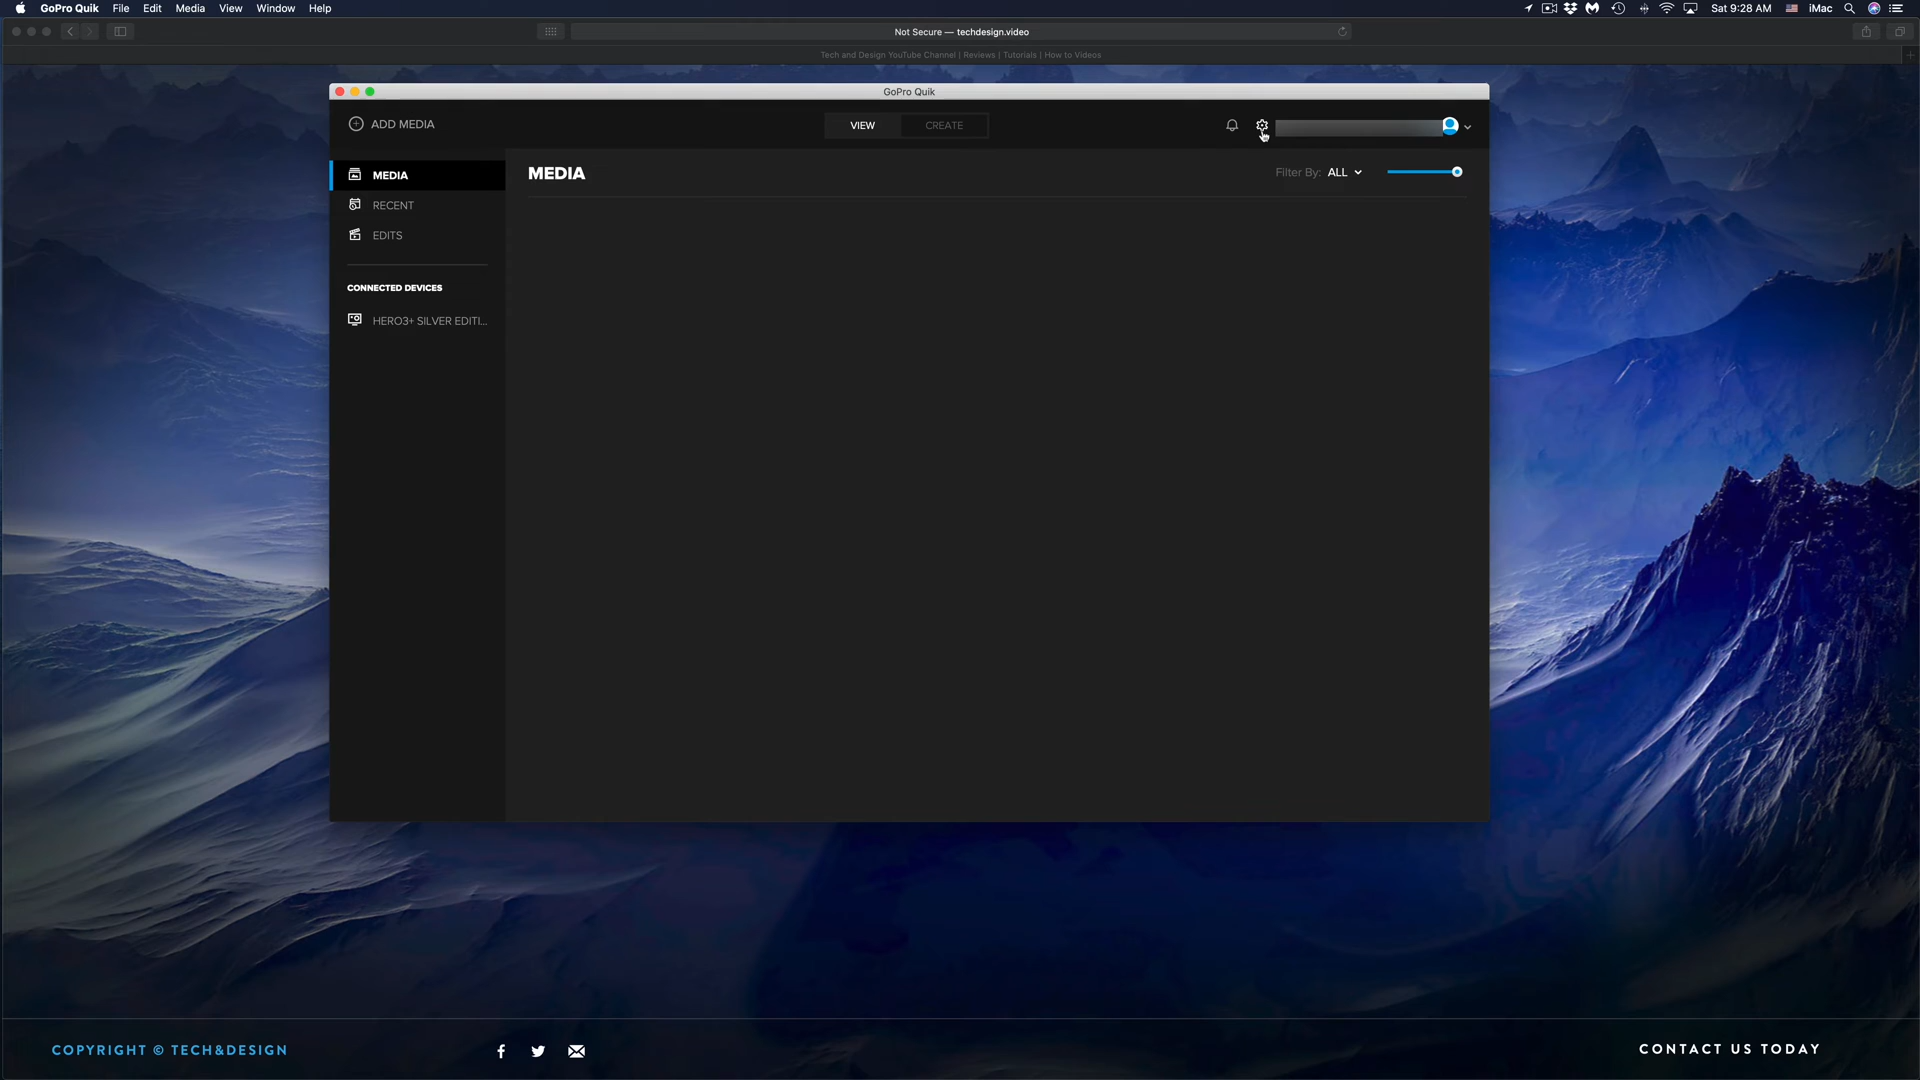 GoPro Quik File Edit Media View Window Help
Sat 9:28 AM iMac
Not Secure — techdesign.video
Tech and Design YouTube Channel | Reviews | Tutorials | How to Videos
GoPro Quik
ADD MEDIA
VIEW CREATE
MEDIA
RECENT
EDITS
CONNECTED DEVICES
HERO3+ SILVER EDITI...
MEDIA
Filter By: ALL
COPYRIGHT © TECH&DESIGN
CONTACT US TODAY